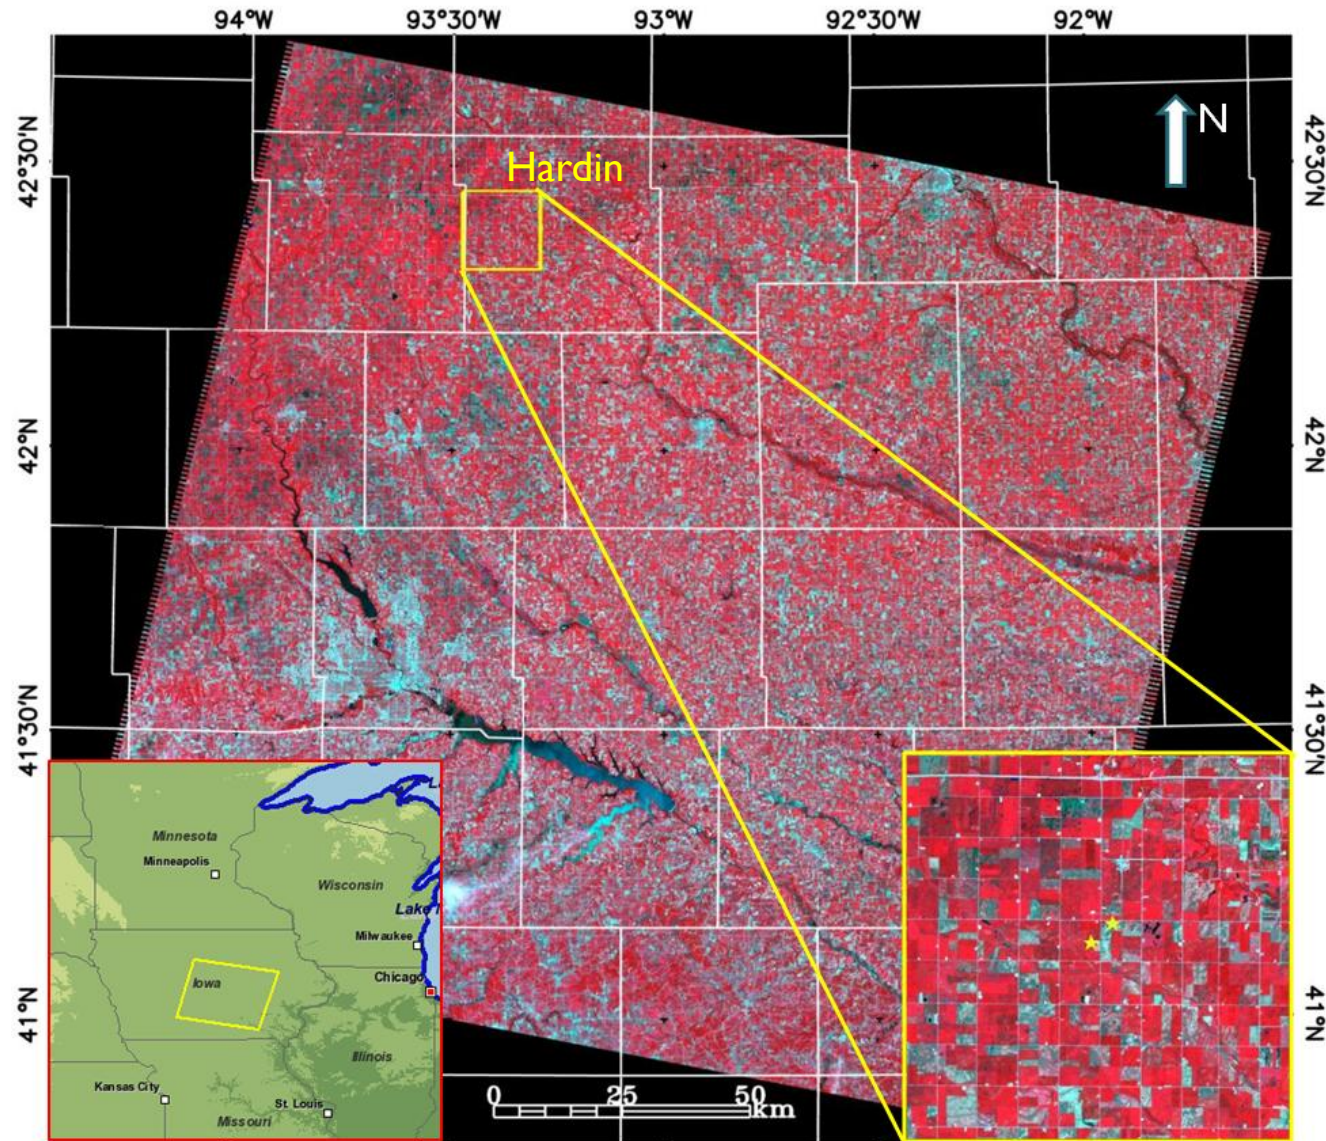 94°W 93°30'W 93°W 92°30'W 92°W
N
42°30'N
42°30'N
Hardin
42°N
42°N
41°30'N
41°30'N
Minnesota
Minneapolis
Wisconsin
Lake
Milwaukee
Iowa
Chicago
41°N
41°N
Illinois
Kansas City
St. Louis
Missouri
0 25 50
km